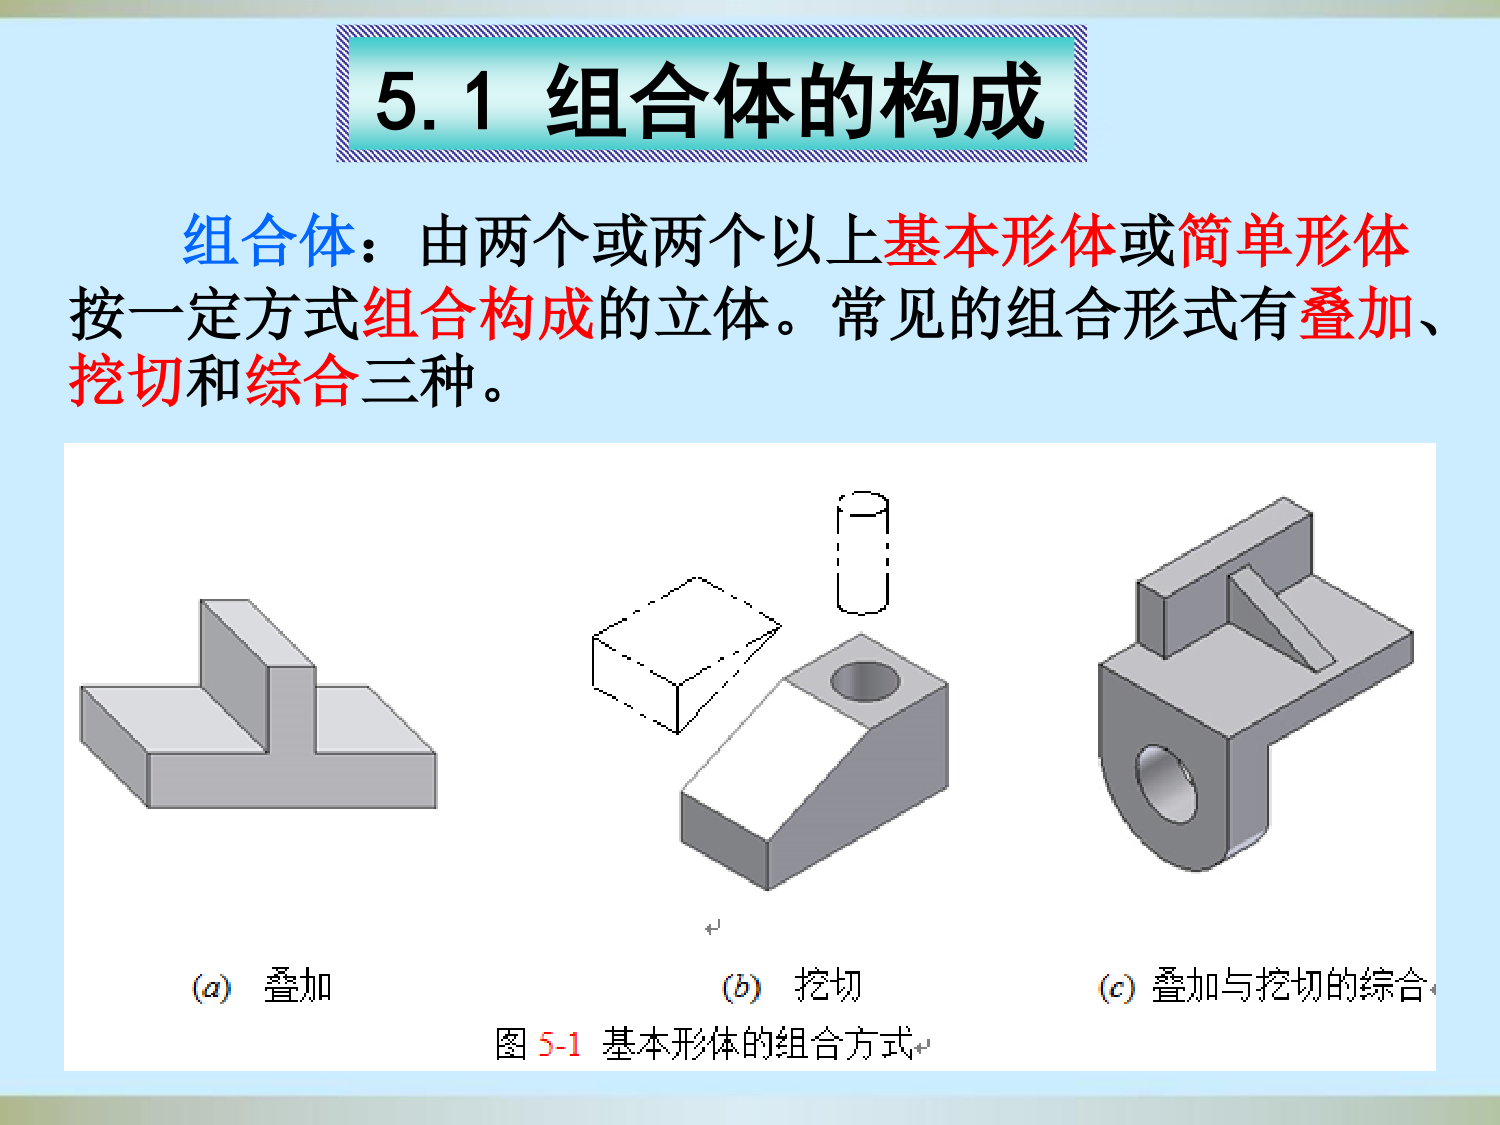 5.1 组合体的构成
组合体：由两个或两个以上基本形体或简单形体
按一定方式组合构成的立体。常见的组合形式有叠加、
挖切和综合三种。
(a) 叠加
(b) 挖切
(c) 叠加与挖切的综合
图 5-1 基本形体的组合方式